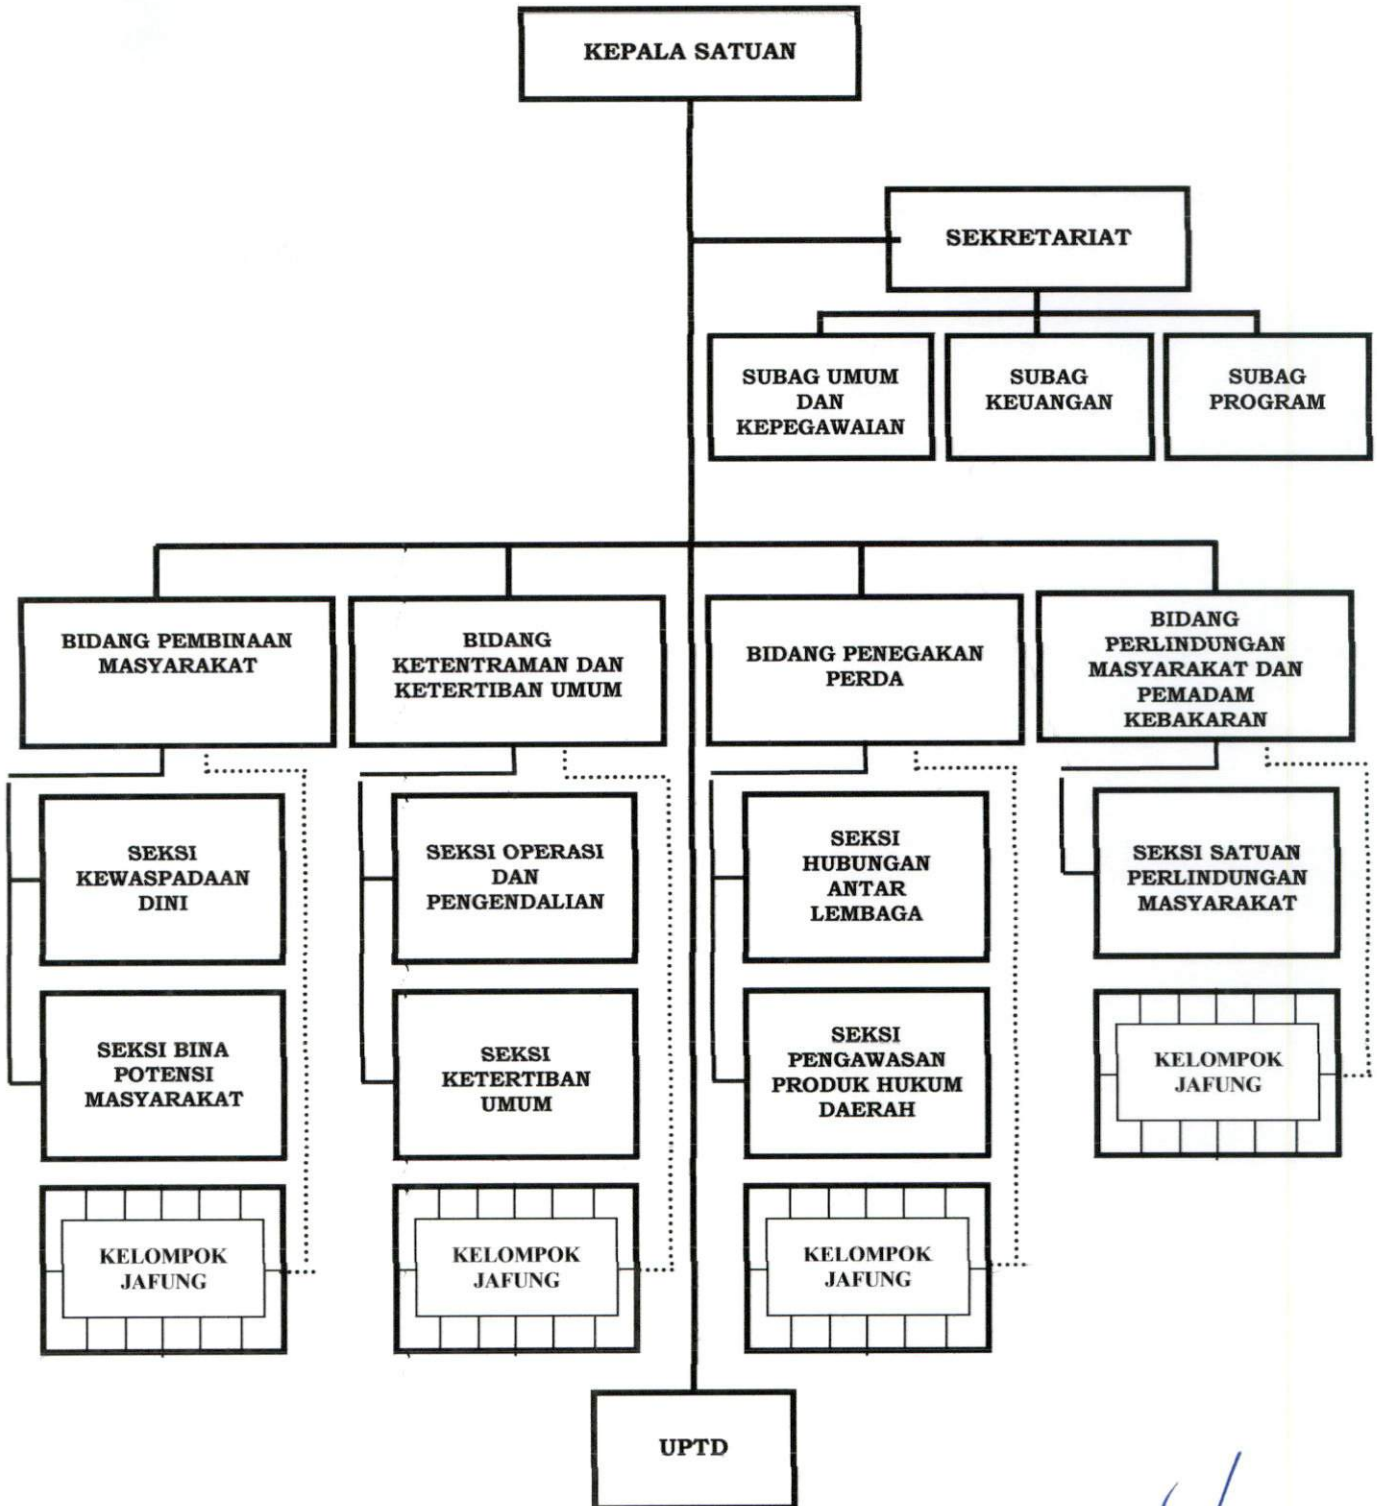 KEPALA SATUAN
SEKRETARIAT
SUBAG UMUM
DAN
KEPEGAWAIAN
SUBAG
KEUANGAN
SUBAG
PROGRAM
BIDANG PEMBINAAN
MASYARAKAT
BIDANG
KETENTRAMAN DAN
KETERTIBAN UMUM
BIDANG PENEGAKAN
PERDA
BIDANG
PERLINDUNGAN
MASYARAKAT DAN
PEMADAM
KEBAKARAN
SEKSI
KEWASPADAAN
DINI
SEKSI OPERASI
DAN
PENGENDALIAN
SEKSI
HUBUNGAN
ANTAR
LEMBAGA
SEKSI SATUAN
PERLINDUNGAN
MASYARAKAT
SEKSI BINA
POTENSI
MASYARAKAT
SEKSI
KETERTIBAN
UMUM
SEKSI
PENGAWASAN
PRODUK HUKUM
DAERAH
KELOMPOK
JAFUNG
KELOMPOK
JAFUNG
KELOMPOK
JAFUNG
KELOMPOK
JAFUNG
UPTD